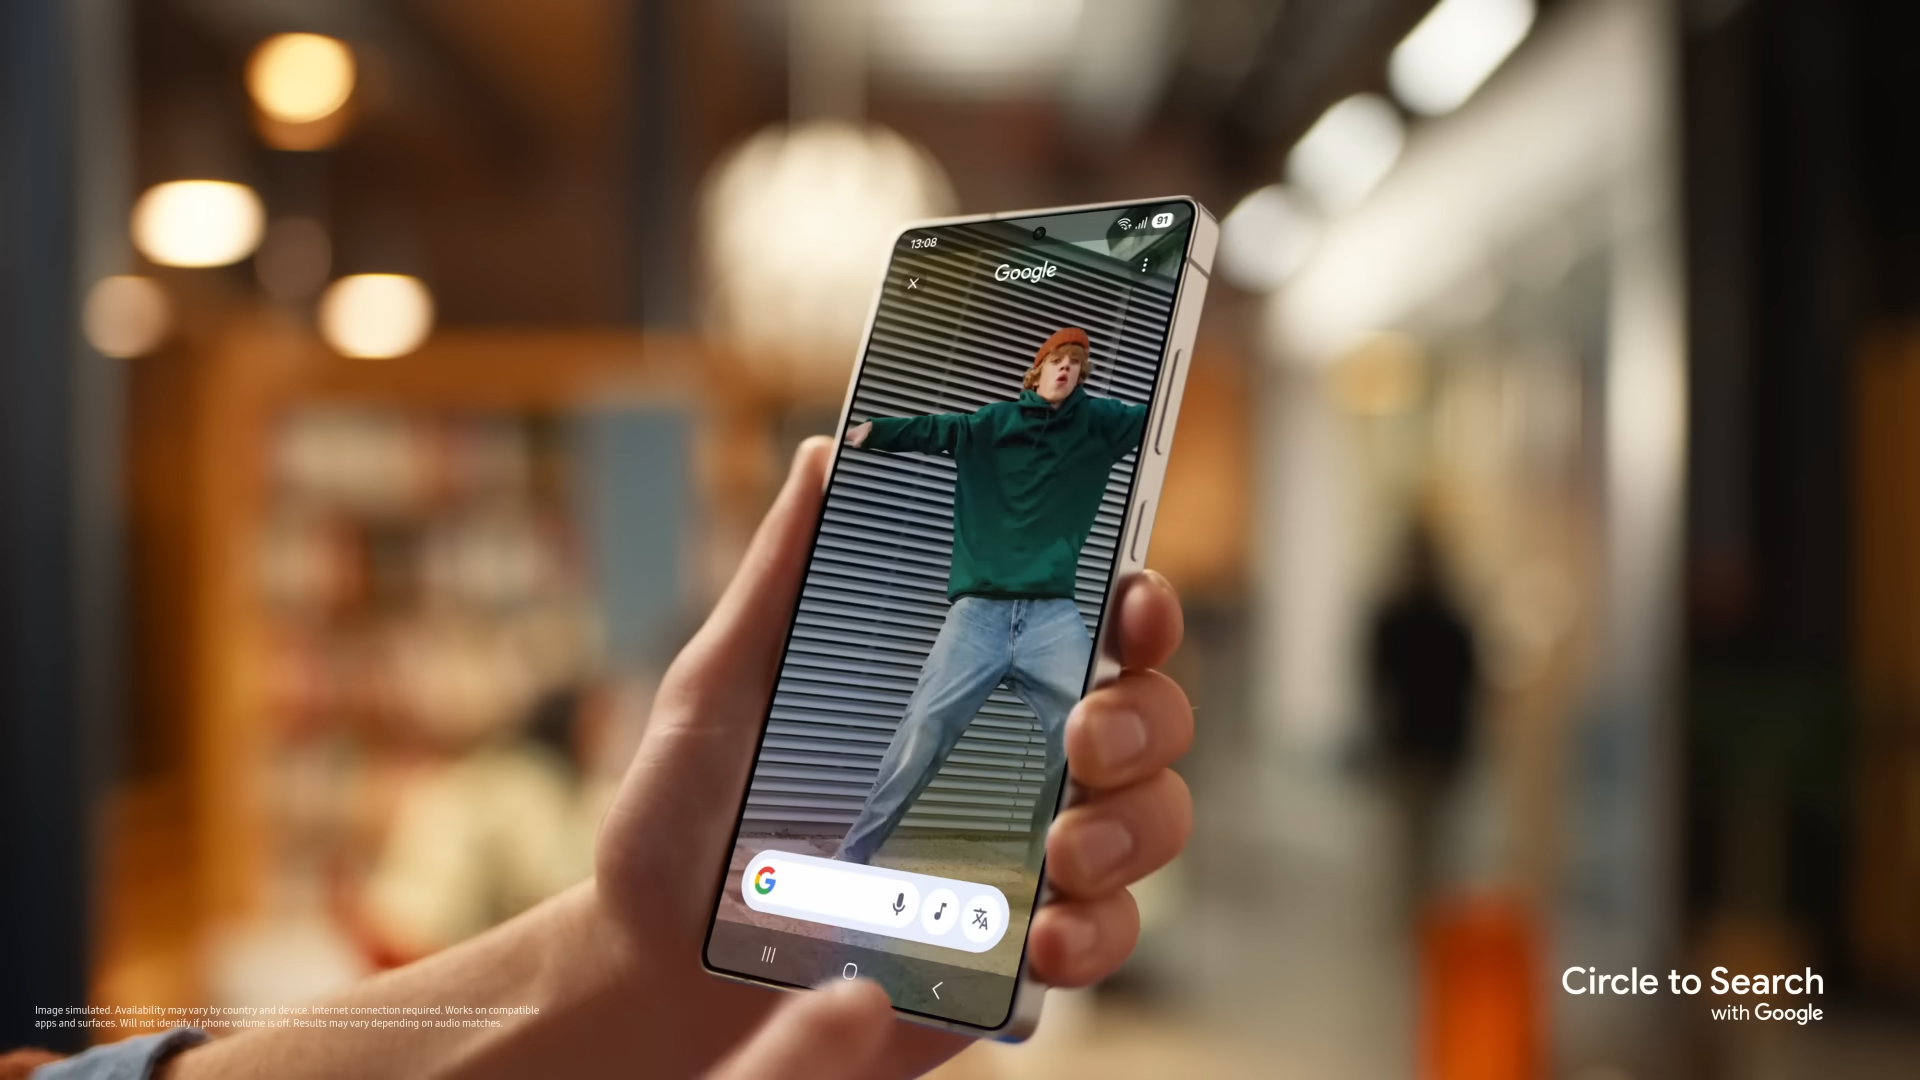 13:08
91
Google
Circle to Search
with Google
Image simulated. Availability may vary by country and device. Internet connection required. Works on compatible
apps and surfaces. Will not identify if phone volume is off. Results may vary depending on audio matches.